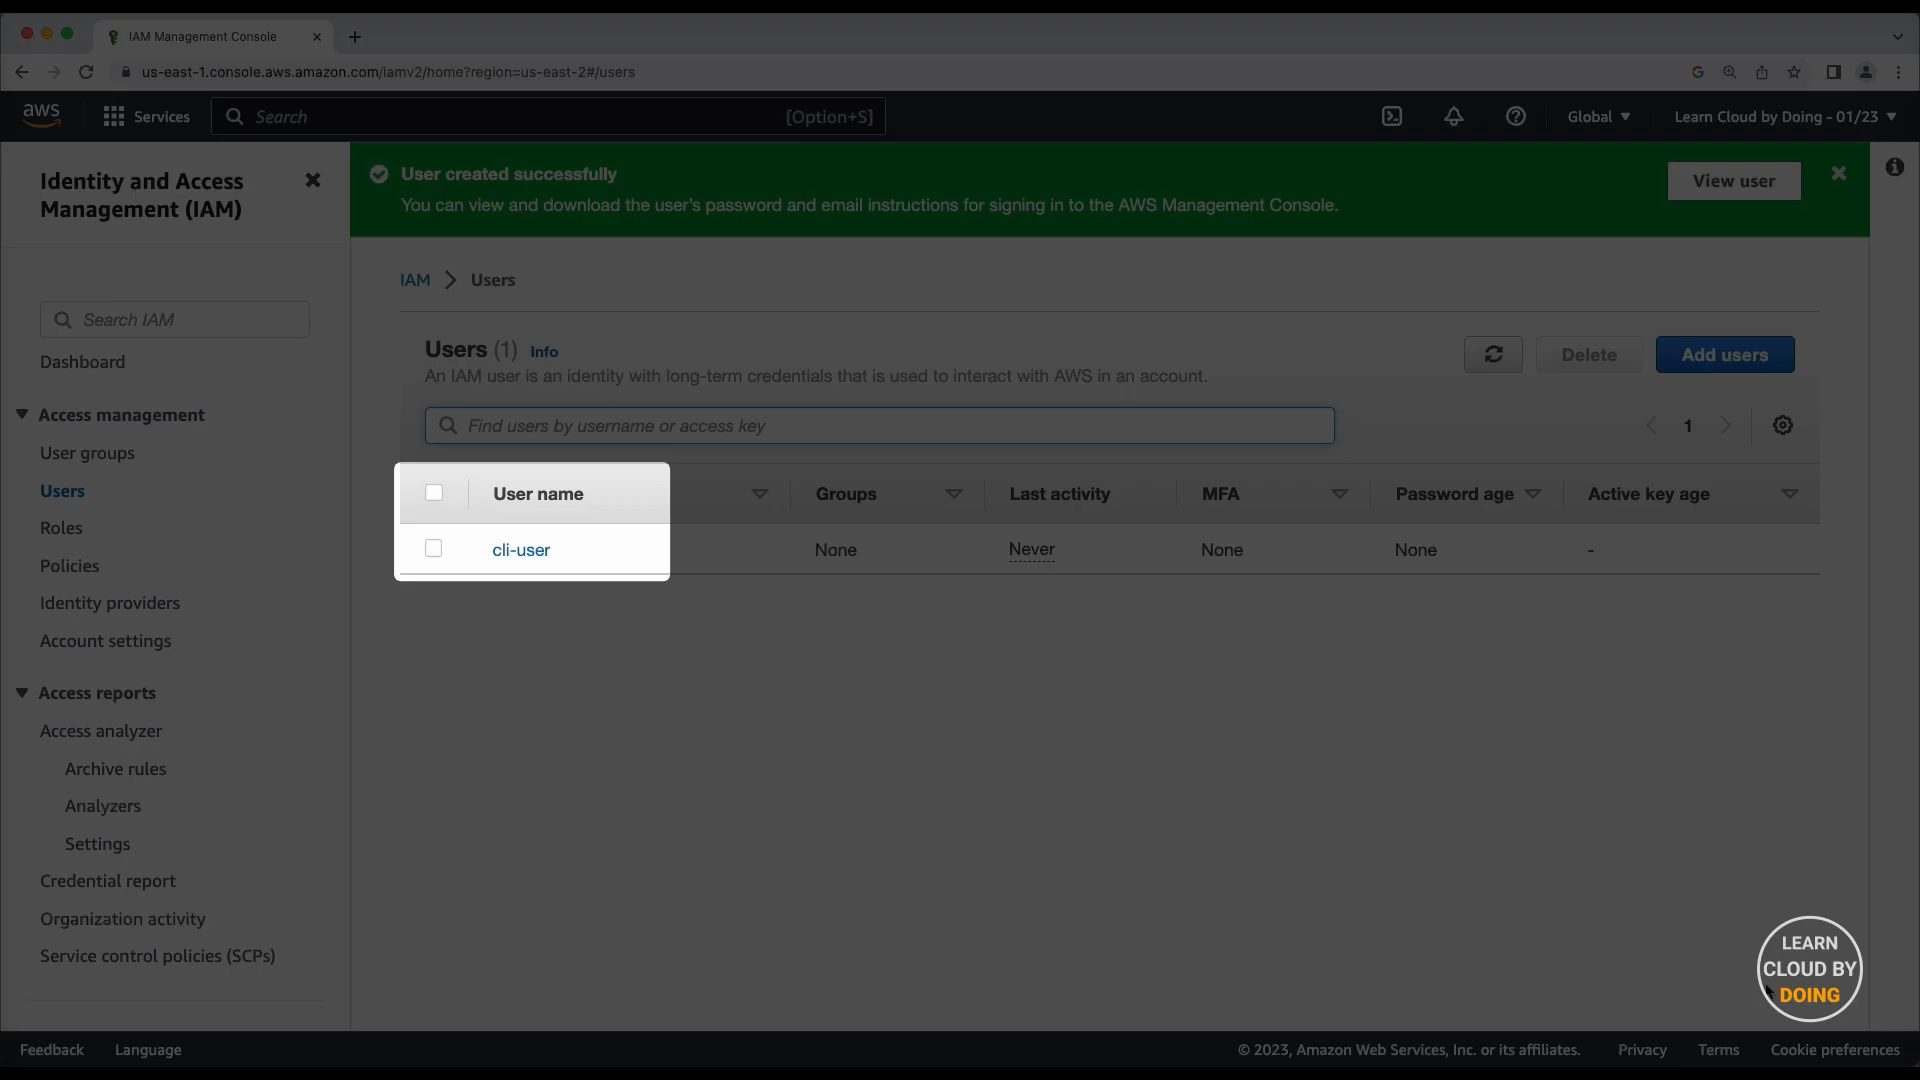 IAM Management Console
us-east-1.console.aws.amazon.com/iamv2/home?region=us-east-2#/users
aws
Services
Search
[Option+S]
Global
Learn Cloud by Doing - 01/23
Identity and Access
Management (IAM)
Search IAM
Dashboard
Access management
User groups
Users
Roles
Policies
Identity providers
Account settings
Access reports
Access analyzer
Archive rules
Analyzers
Settings
Credential report
Organization activity
Service control policies (SCPs)
User created successfully
You can view and download the user's password and email instructions for signing in to the AWS Management Console.
View user
IAM > Users
Users (1) Info
An IAM user is an identity with long-term credentials that is used to interact with AWS in an account.
Delete
Add users
Find users by username or access key
1
User name Groups Last activity MFA Password age Active key age
cli-user None Never None None -
LEARN
CLOUD BY
DOING
Feedback Language © 2023, Amazon Web Services, Inc. or its affiliates. Privacy Terms Cookie preferences